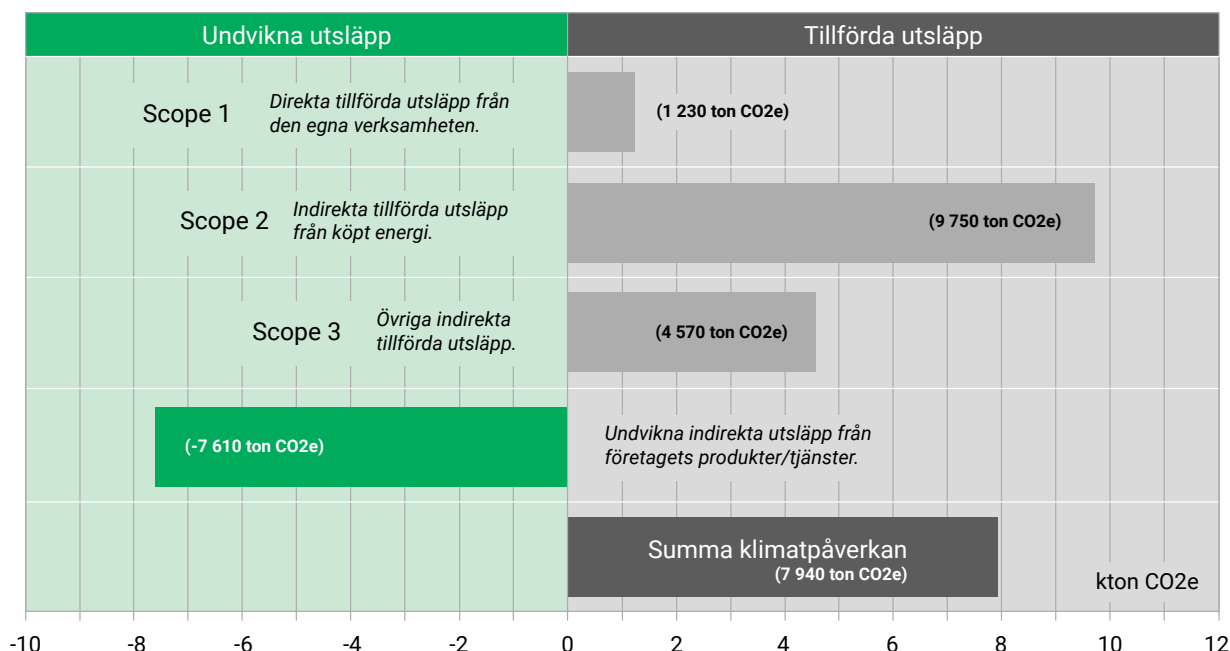 Undvikna utsläpp
Tillförda utsläpp
Scope 1
Direkta tillförda utsläpp från
den egna verksamheten.
(1 230 ton CO2e)
Scope 2
Indirekta tillförda utsläpp
från köpt energi.
(9 750 ton CO2e)
Scope 3
Övriga indirekta
tillförda utsläpp.
(4 570 ton CO2e)
(-7 610 ton CO2e)
Undvikna indirekta utsläpp från
företagets produkter/tjänster.
Summa klimatpåverkan
(7 940 ton CO2e)
kton CO2e
-10 -8 -6 -4 -2 0 2 4 6 8 10 12